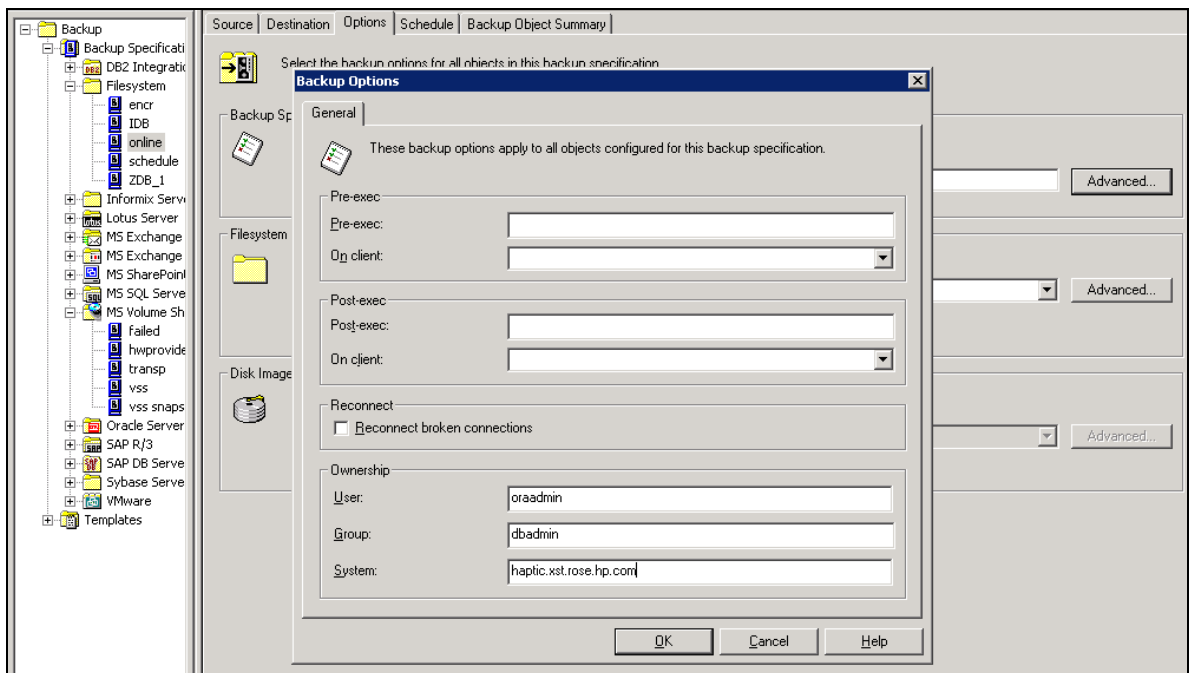 Source Destination Options Schedule Backup Object Summary
Backup
Backup Specificati
DB2 Integratio
Filesystem
encr
IDB
online
schedule
ZDB_1
Informix Serv
Lotus Server
MS Exchange
MS Exchange
MS SharePoint
MS SQL Serve
MS Volume Sh
failed
hwprovide
transp
vss
vss snaps
Oracle Server
SAP R/3
SAP DB Serve
Sybase Serve
VMware
Templates
Select the backup options for all objects in this backup specification
Backup Sp
Advanced...
Filesystem
Advanced...
Disk Image
Advanced...
Backup Options
General
These backup options apply to all objects configured for this backup specification.
Pre-exec
Pre-exec:
On client:
Post-exec
Post-exec:
On client:
Reconnect
Reconnect broken connections
Ownership
User: oraadmin
Group: dbadmin
System: haptic.xst.rose.hp.com
OK Cancel Help